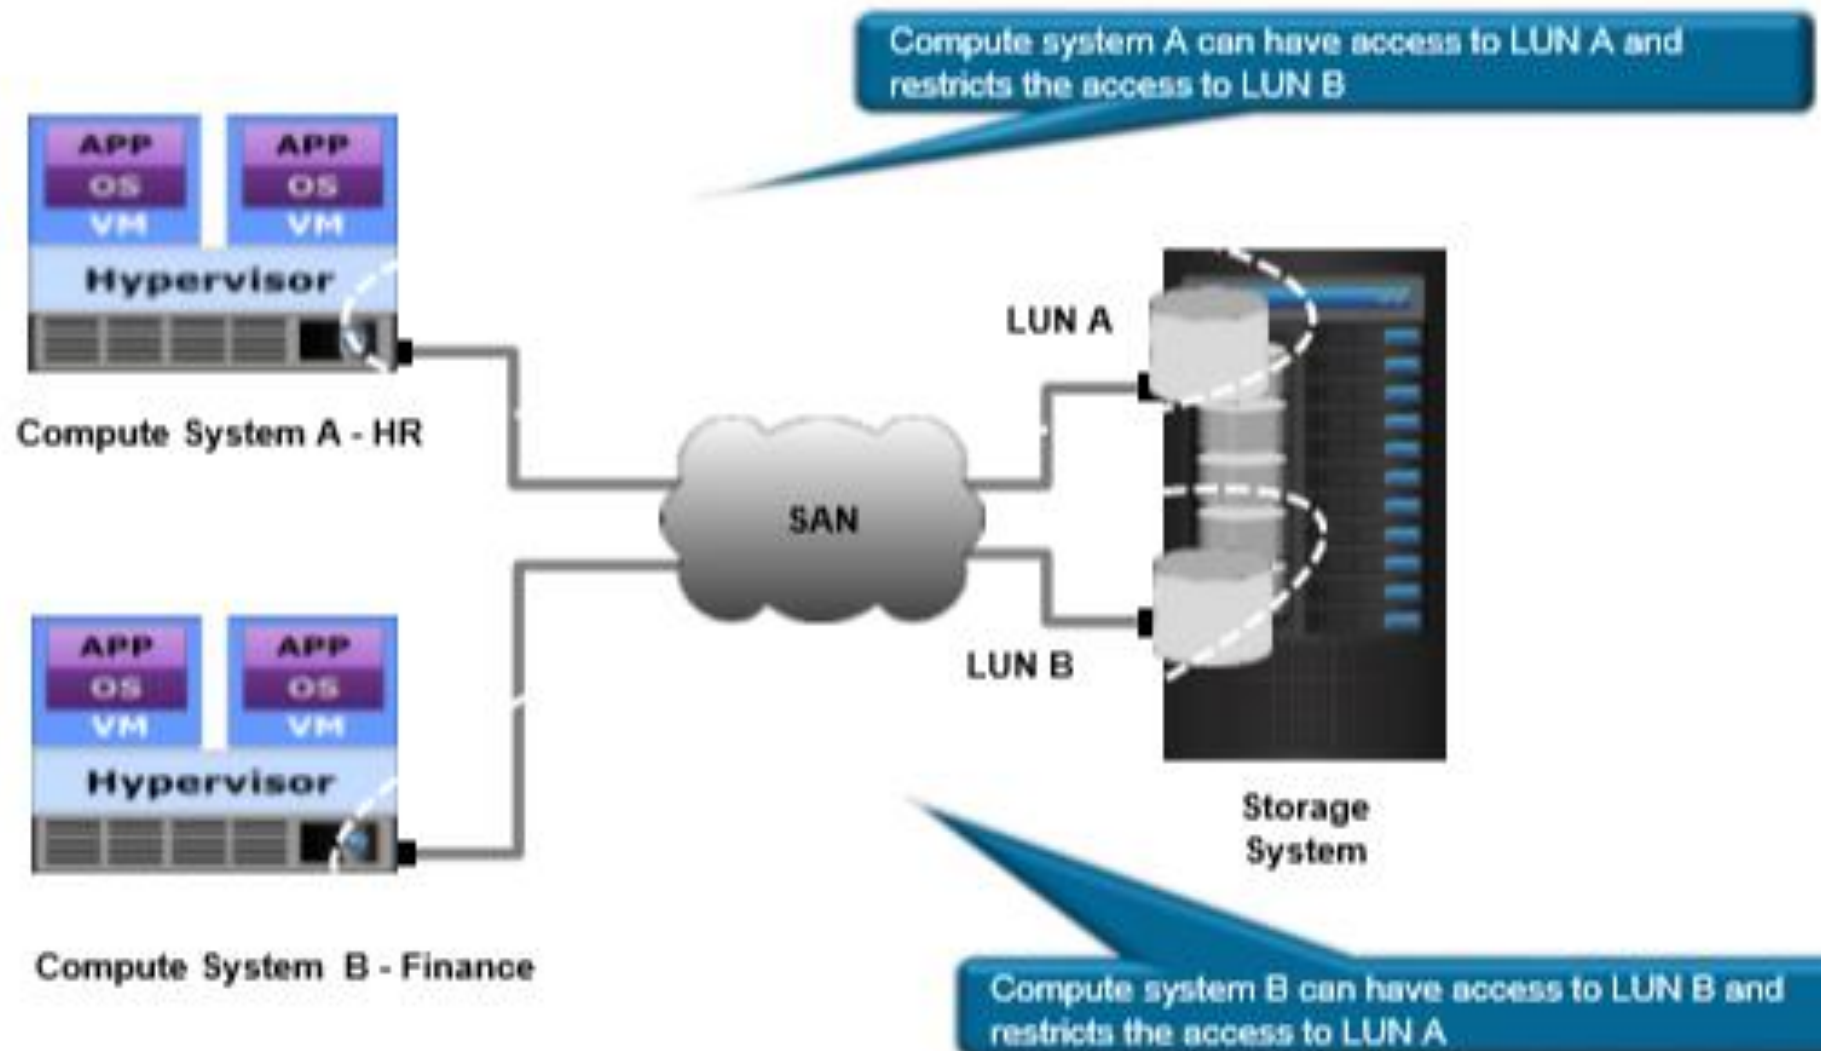 Compute system A can have access to LUN A and
restricts the access to LUN B
APP
OS
VM
APP
OS
VM
Hypervisor
Compute System A - HR
LUN A
SAN
LUN B
APP
OS
VM
APP
OS
VM
Hypervisor
Compute System B - Finance
Storage
System
Compute system B can have access to LUN B and
restricts the access to LUN A